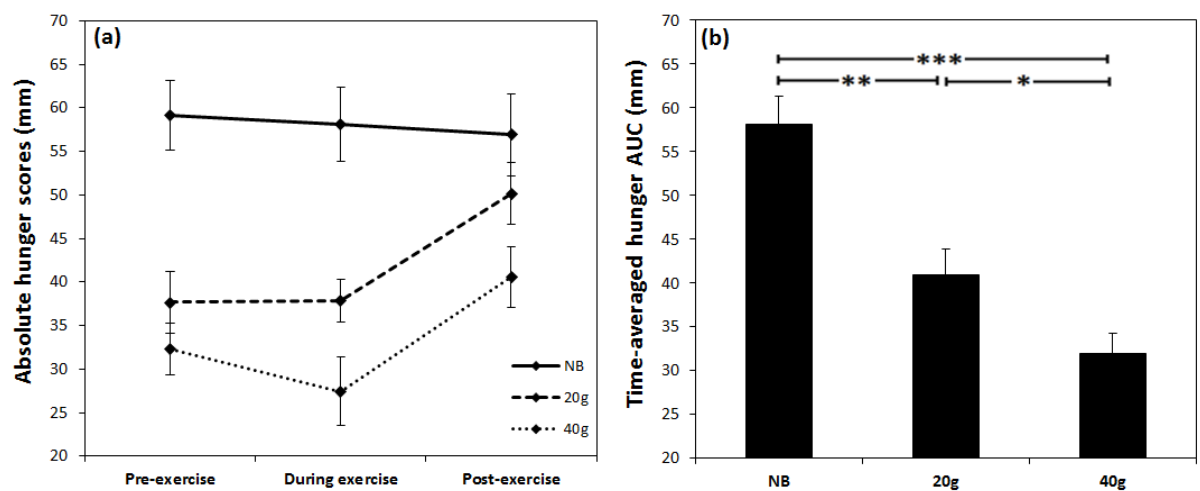 (a)
Absolute hunger scores (mm)
70
65
60
55
50
45
40
35
30
25
20
NB
20g
40g
Pre-exercise During exercise Post-exercise
(b)
Time-averaged hunger AUC (mm)
70
65
60
55
50
45
40
35
30
25
20
***
** *
NB 20g 40g